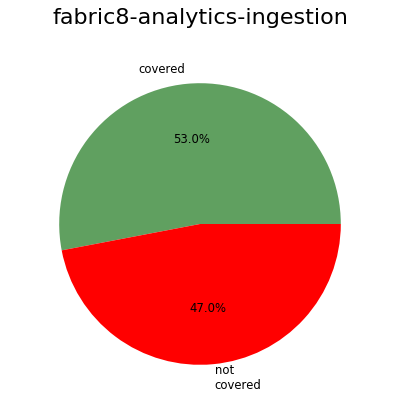 fabric8-analytics-ingestion
covered
53.0%
47.0%
not
covered